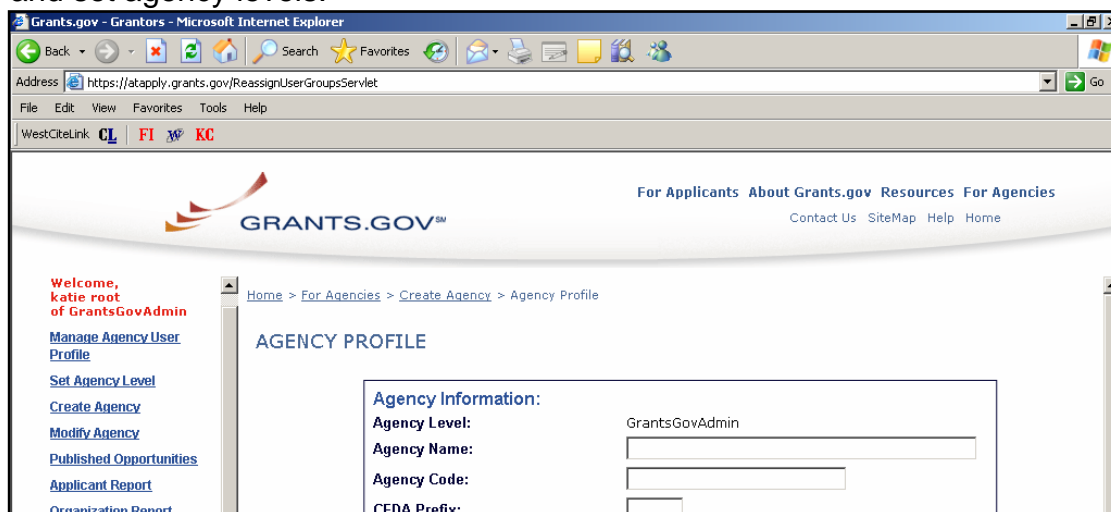 and set agency levels.
Grants.gov - Grantors - Microsoft Internet Explorer
Back Search Favorites
Address https://atapply.grants.gov/ReassignUserGroupsServlet Go
File Edit View Favorites Tools Help
WestCiteLink CL FI W KC
GRANTS.GOV SM
For Applicants About Grants.gov Resources For Agencies
Contact Us SiteMap Help Home
Welcome,
katie root
of GrantsGovAdmin
Manage Agency User
Profile
Set Agency Level
Create Agency
Modify Agency
Published Opportunities
Applicant Report
Organization Report
Home > For Agencies > Create Agency > Agency Profile
AGENCY PROFILE
Agency Information:
Agency Level: GrantsGovAdmin
Agency Name:
Agency Code:
CFDA Prefix: